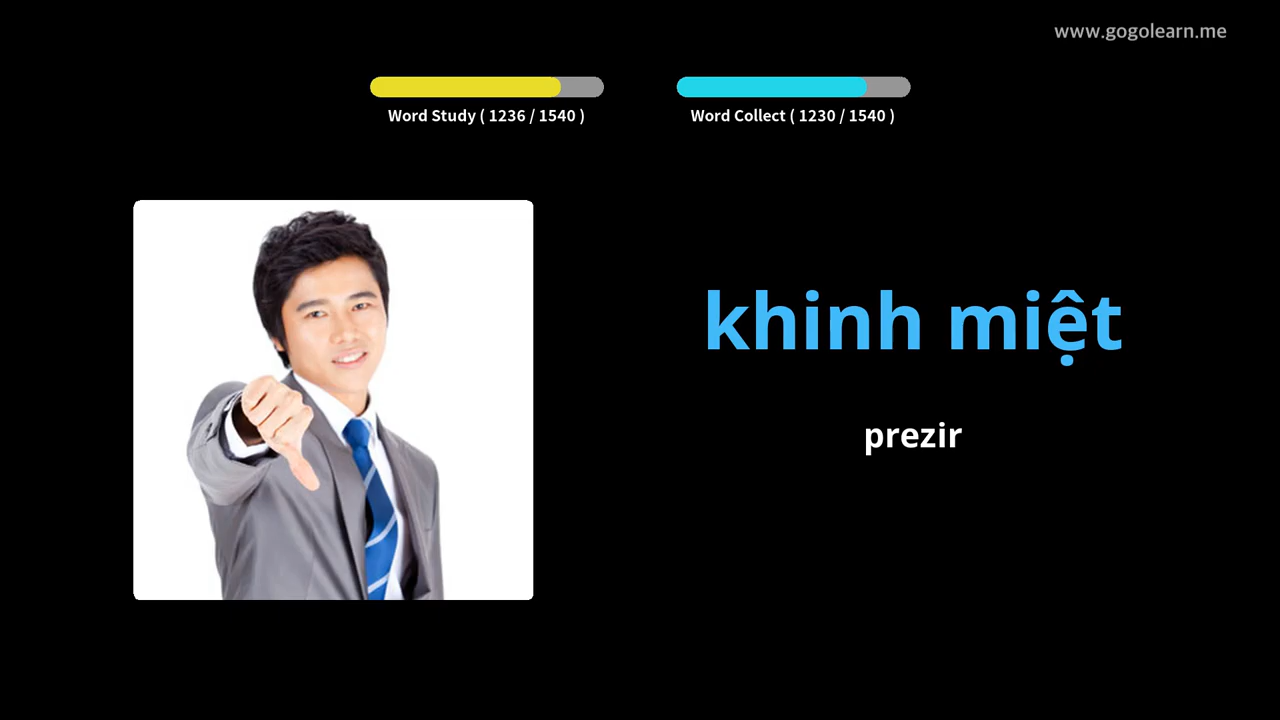 www.gogolearn.me
Word Study ( 1236 / 1540 )
Word Collect ( 1230 / 1540 )
khinh miệt
prezir